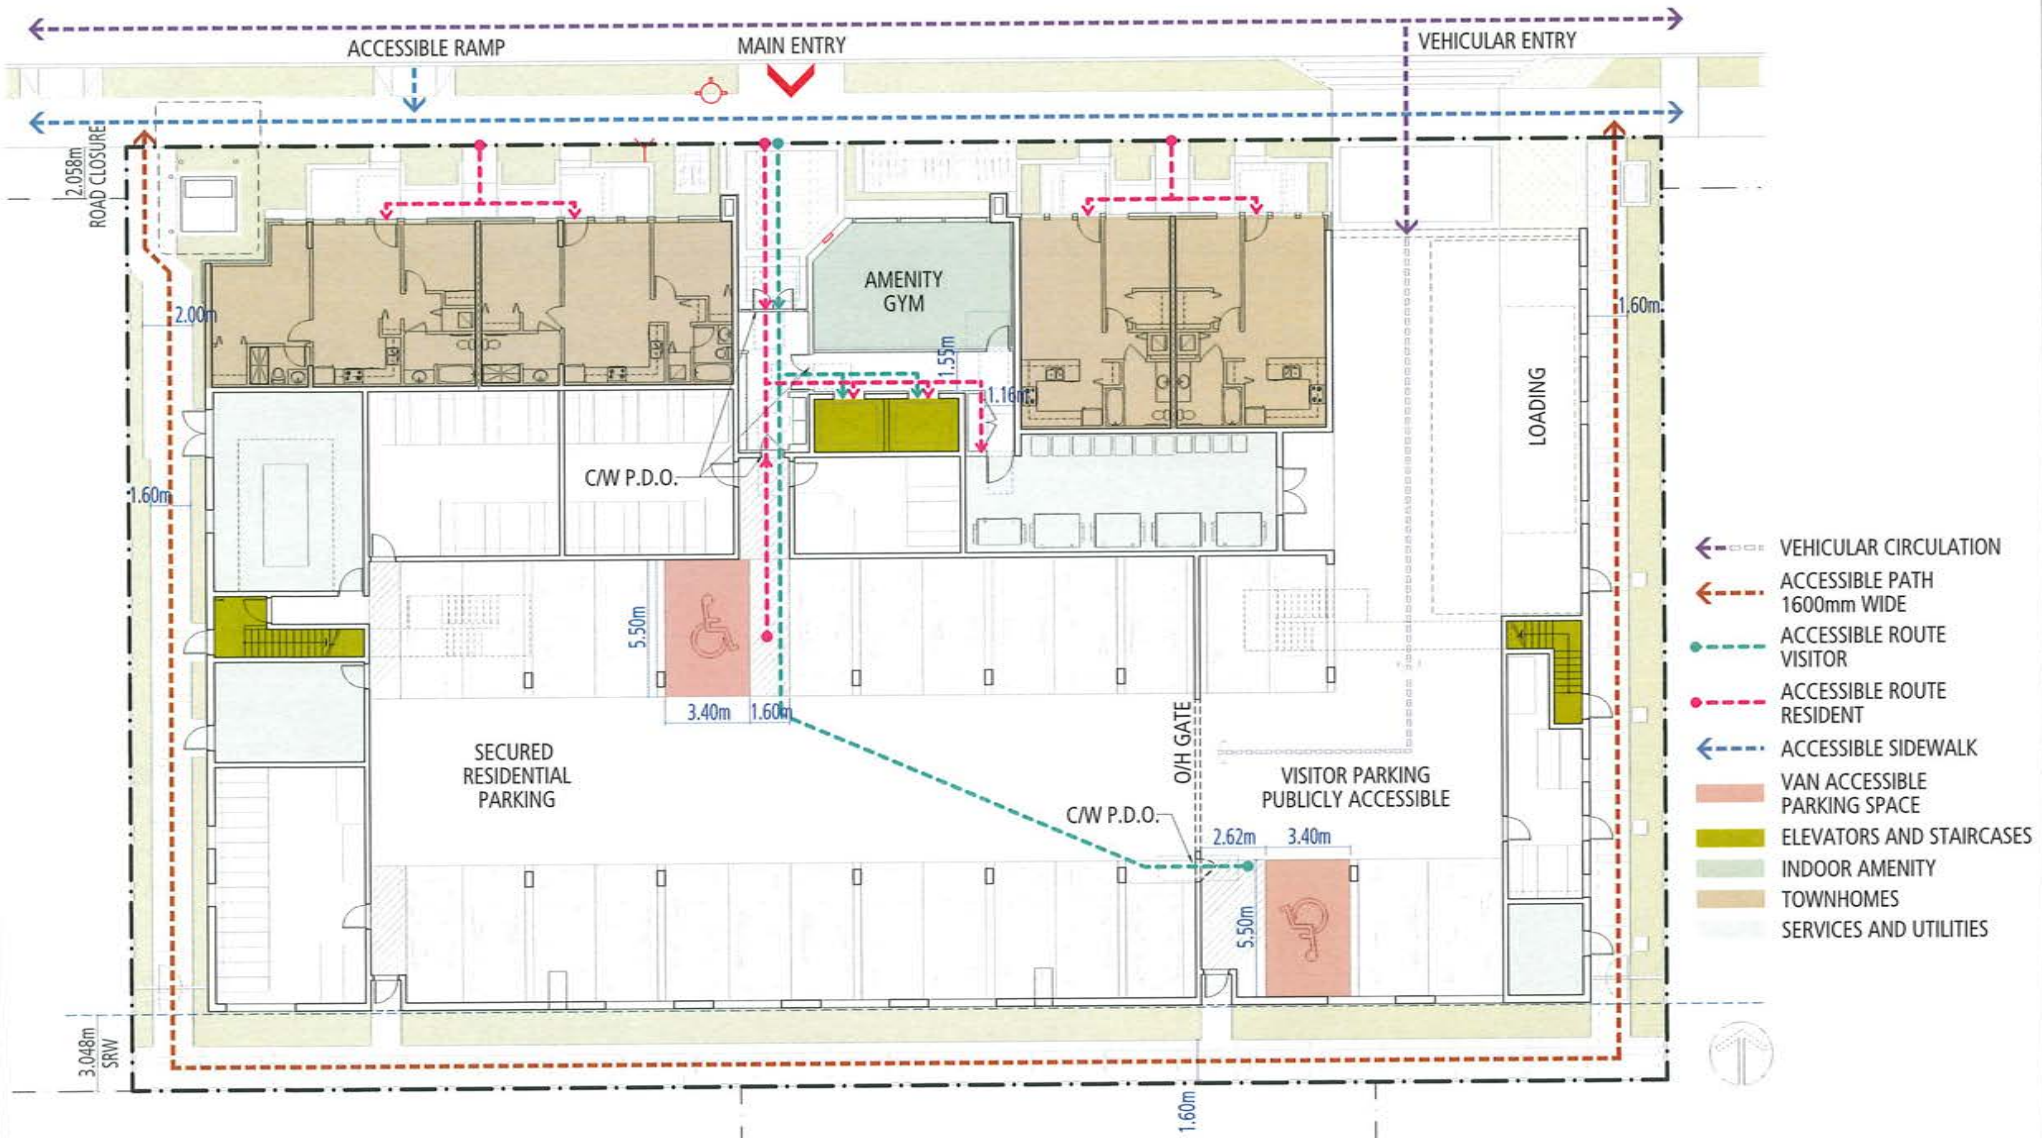 ACCESSIBLE RAMP
MAIN ENTRY
VEHICULAR ENTRY
2.058m
ROAD CLOSURE
AMENITY
GYM
2.00m
1.60m
1.55m
1.16m
LOADING
C/W P.D.O.
1.60m
5.50m
3.40m
1.60m
SECURED
RESIDENTIAL
PARKING
O/H GATE
VISITOR PARKING
PUBLICLY ACCESSIBLE
C/W P.D.O.
2.62m
3.40m
5.50m
3.048m
SRW
1.60m
VEHICULAR CIRCULATION
ACCESSIBLE PATH
1600mm WIDE
ACCESSIBLE ROUTE
VISITOR
ACCESSIBLE ROUTE
RESIDENT
ACCESSIBLE SIDEWALK
VAN ACCESSIBLE
PARKING SPACE
ELEVATORS AND STAIRCASES
INDOOR AMENITY
TOWNHOMES
SERVICES AND UTILITIES